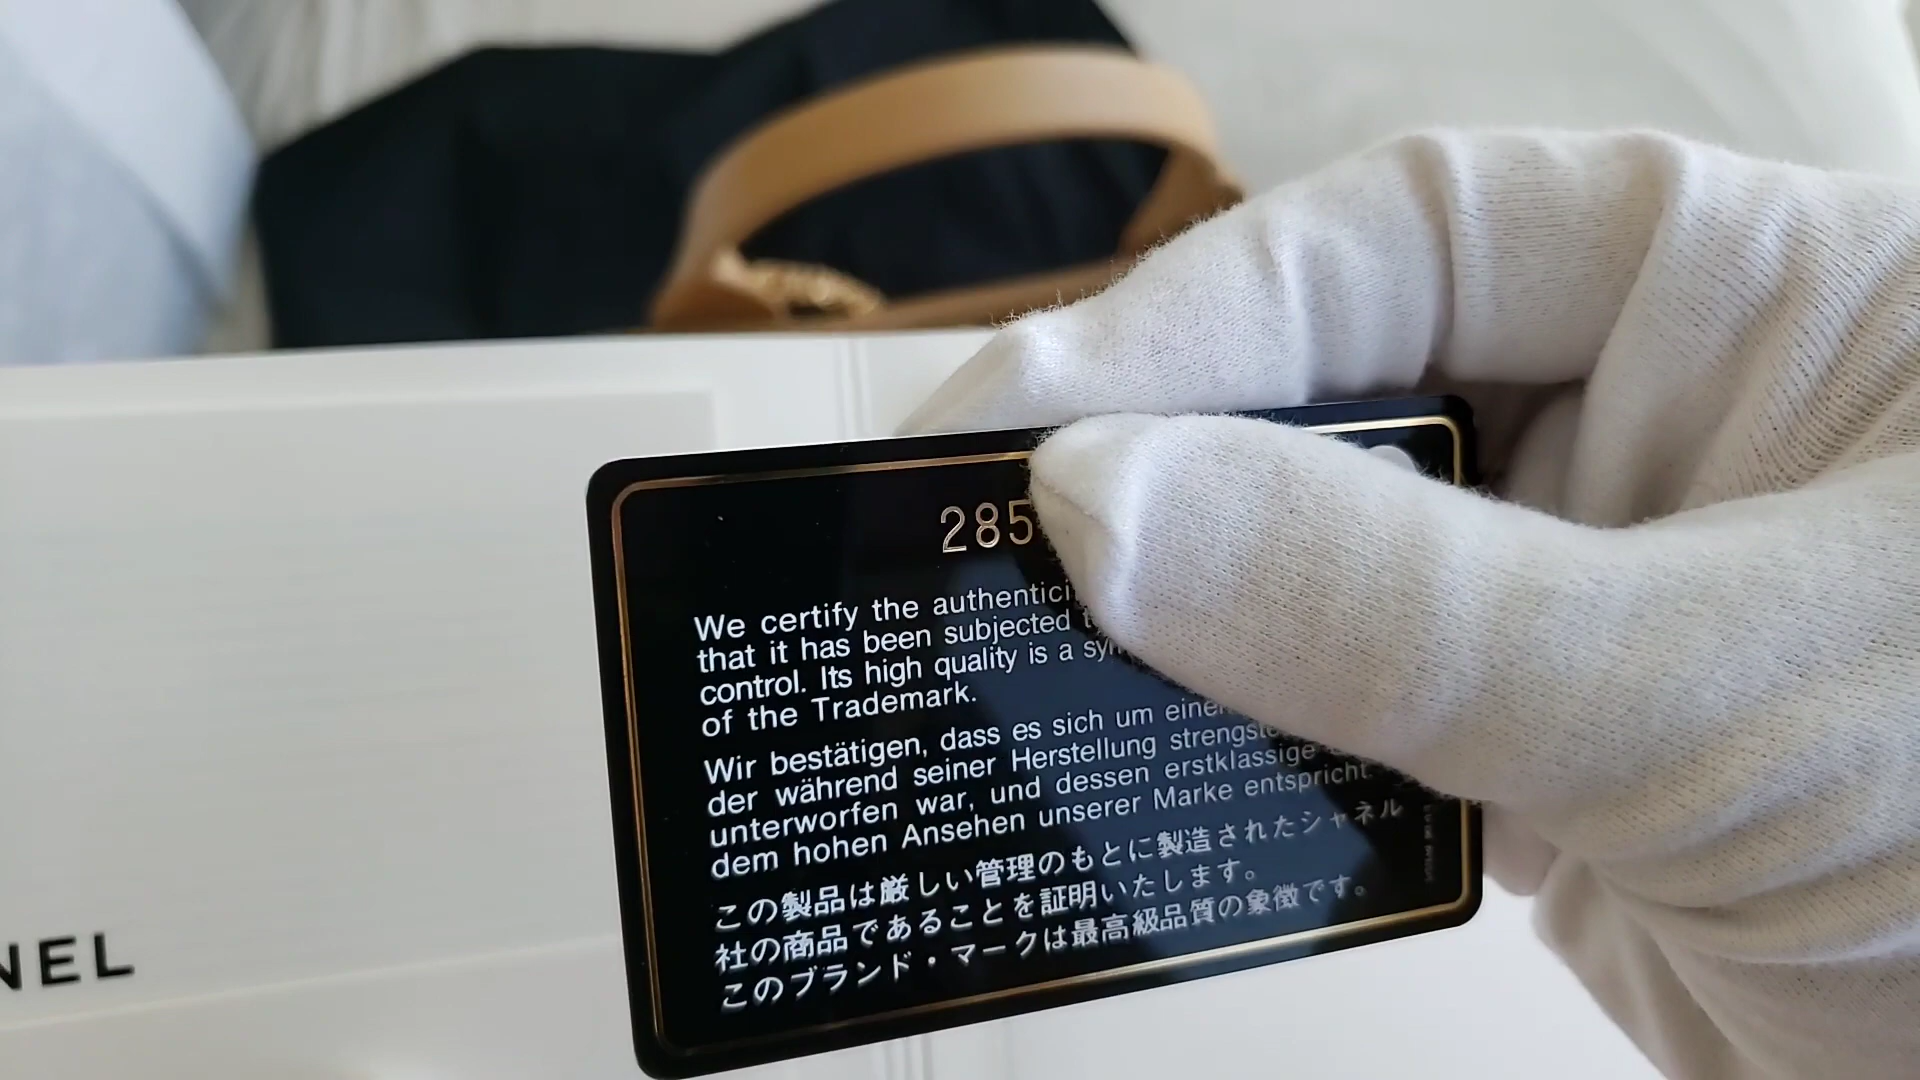 285
We certify the authentici
that it has been subjected t
control. Its high quality is a sym
of the Trademark.
Wir bestätigen, dass es sich um einen
der während seiner Herstellung strengste
unterworfen war, und dessen erstklassige
dem hohen Ansehen unserer Marke entspricht.
この製品は厳しい管理のもとに製造されたシャネル
社の商品であることを証明いたします。
このブランド・マークは最高級品質の象徴です。
NEL